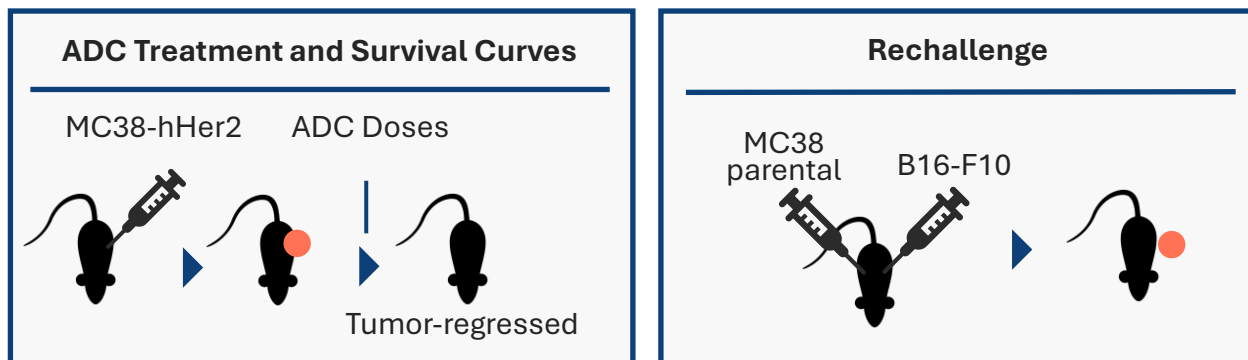 ADC Treatment and Survival Curves
MC38-hHer2
ADC Doses
Tumor-regressed
Rechallenge
MC38
parental
B16-F10